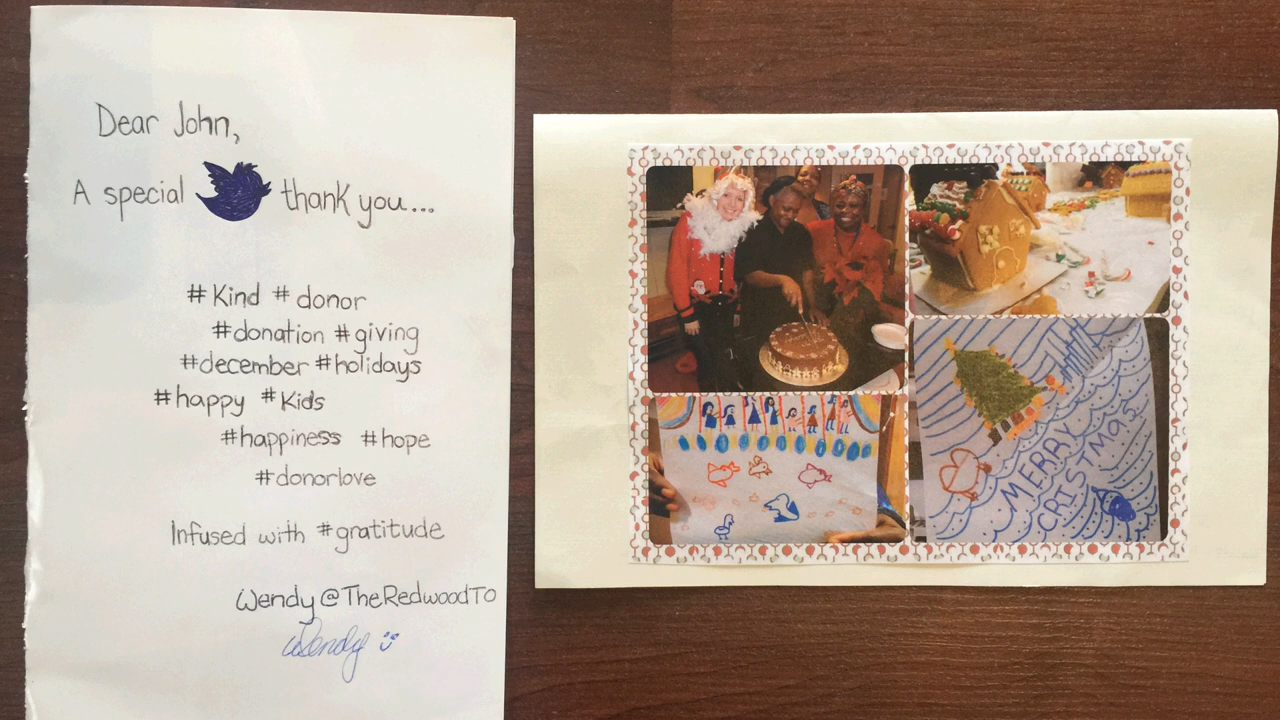 Dear John,
A special thank you...
#Kind #donor
#donation #giving
#december #holidays
#happy #Kids
#happiness #hope
#donorlove
Infused with #gratitude
Wendy@TheRedwoodTO
Wendy
MERRY
CRISTMAS